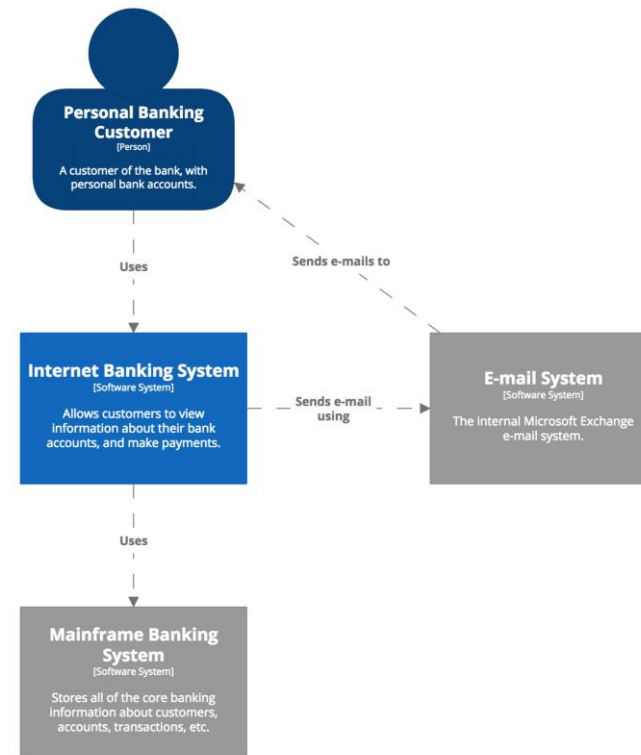 Personal Banking
Customer
[Person]
A customer of the bank, with
personal bank accounts.
Sends e-mails to
Uses
Internet Banking System
[Software System]
Allows customers to view
information about their bank
accounts, and make payments.
Sends e-mail
using
E-mail System
[Software System]
The internal Microsoft Exchange
e-mail system.
Uses
Mainframe Banking
System
[Software System]
Stores all of the core banking
information about customers,
accounts, transactions, etc.